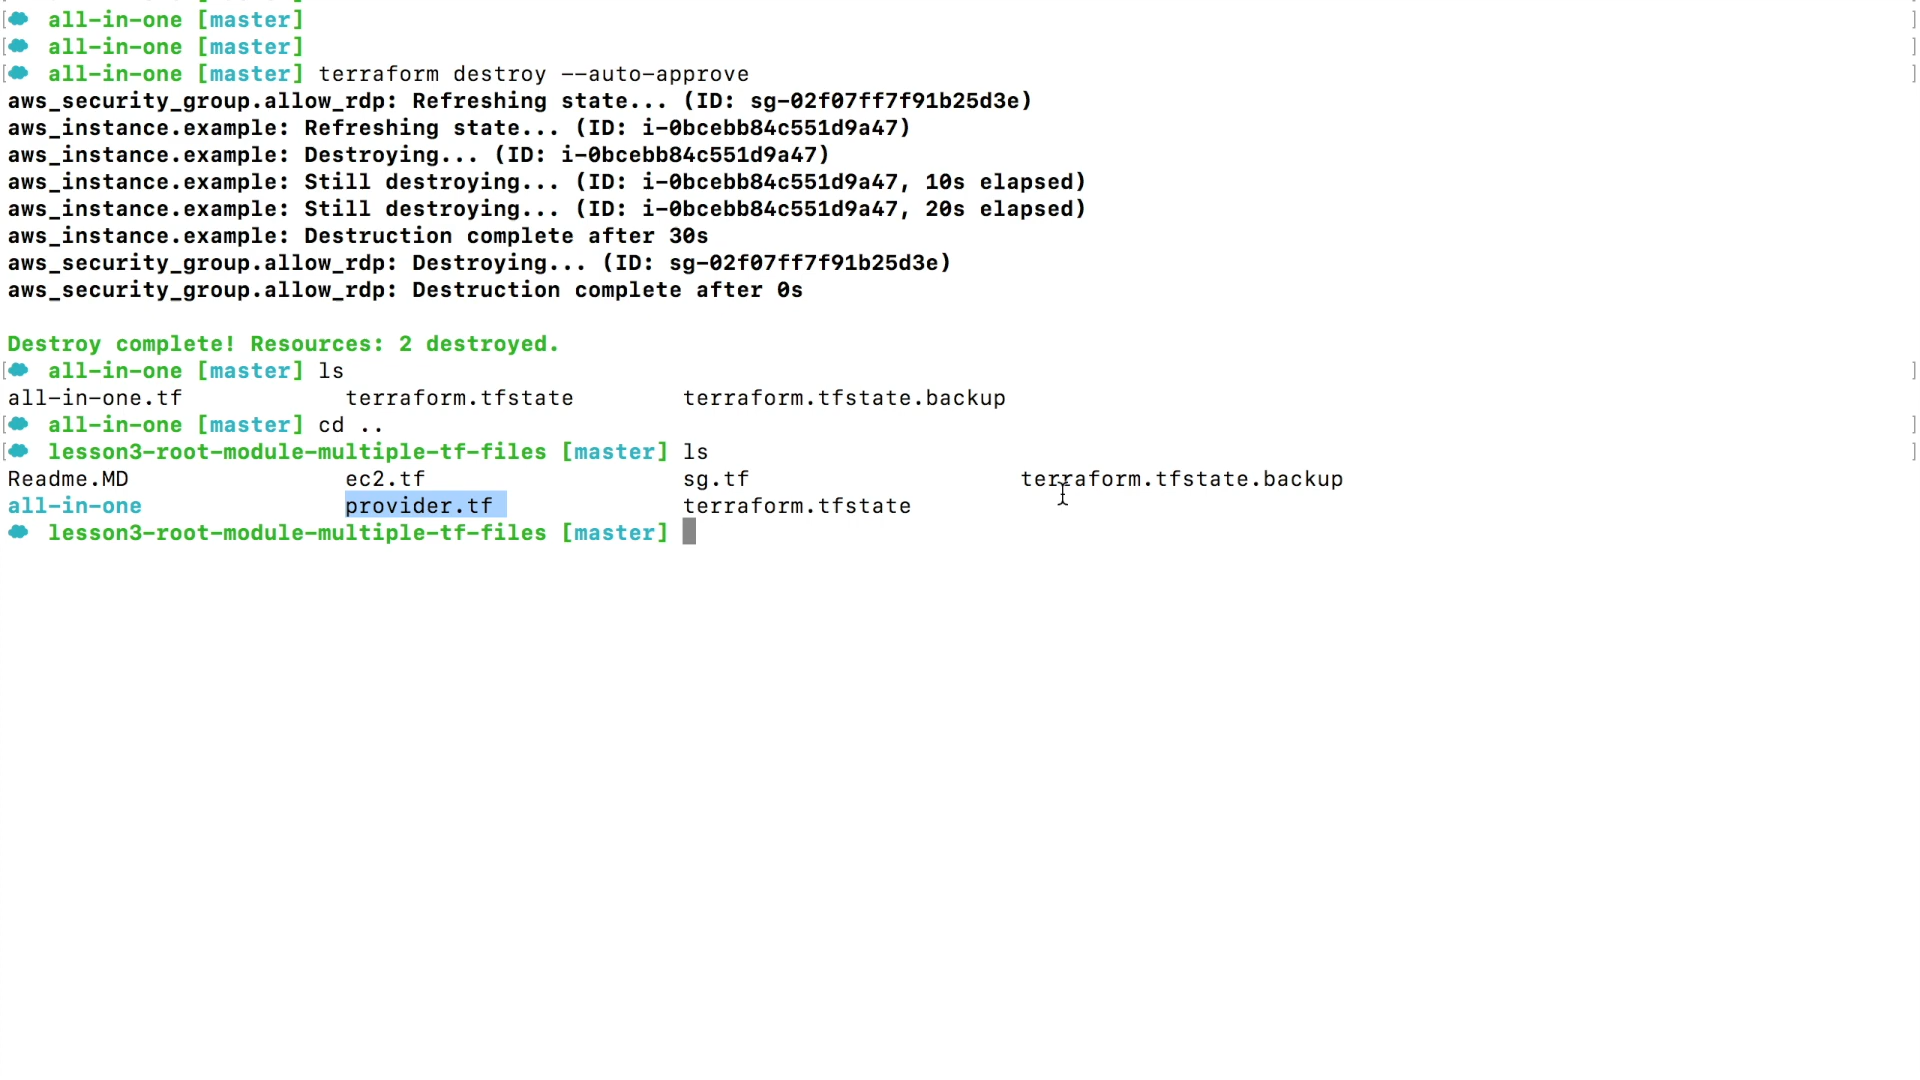 all-in-one [master]
all-in-one [master]
all-in-one [master] terraform destroy --auto-approve
aws_security_group.allow_rdp: Refreshing state... (ID: sg-02f07ff7f91b25d3e)
aws_instance.example: Refreshing state... (ID: i-0bcebb84c551d9a47)
aws_instance.example: Destroying... (ID: i-0bcebb84c551d9a47)
aws_instance.example: Still destroying... (ID: i-0bcebb84c551d9a47, 10s elapsed)
aws_instance.example: Still destroying... (ID: i-0bcebb84c551d9a47, 20s elapsed)
aws_instance.example: Destruction complete after 30s
aws_security_group.allow_rdp: Destroying... (ID: sg-02f07ff7f91b25d3e)
aws_security_group.allow_rdp: Destruction complete after 0s
Destroy complete! Resources: 2 destroyed.
all-in-one [master] ls
all-in-one.tf terraform.tfstate terraform.tfstate.backup
all-in-one [master] cd ..
lesson3-root-module-multiple-tf-files [master] ls
Readme.MD ec2.tf sg.tf terraform.tfstate.backup
all-in-one provider.tf terraform.tfstate
lesson3-root-module-multiple-tf-files [master]